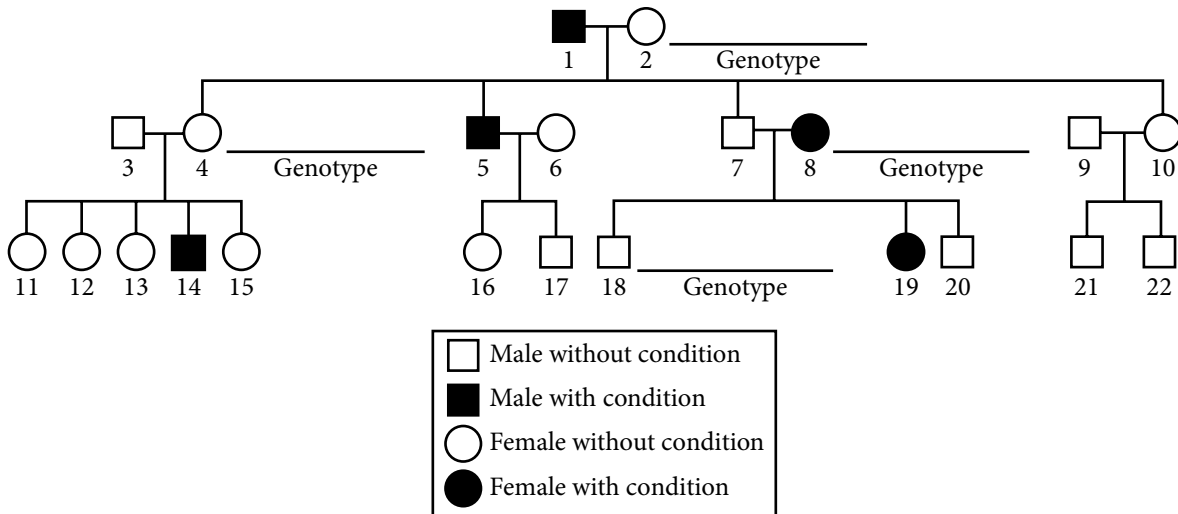 1 2 Genotype
3 4 Genotype 5 6 7 8 Genotype 9 10
11 12 13 14 15 16 17 18 Genotype 19 20 21 22
Male without condition
Male with condition
Female without condition
Female with condition